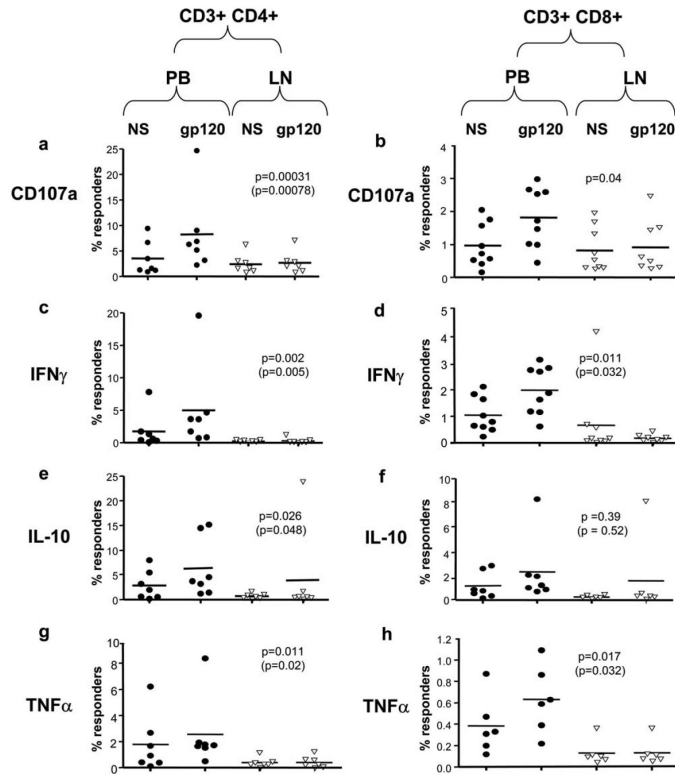 CD3+ CD4+
CD3+ CD8+
PB
LN
PB
LN
NS
gp120
NS
gp120
NS
gp120
NS
gp120
a
CD107a
% responders
25
20
15
10
5
0
p=0.00031
(p=0.00078)
b
CD107a
% responders
4
3
2
1
0
p=0.04
c
IFNγ
% responders
20
15
10
5
0
p=0.002
(p=0.005)
d
IFNγ
% responders
5
4
3
2
1
0
p=0.011
(p=0.032)
e
IL-10
% responders
25
20
15
10
5
0
p=0.026
(p=0.048)
f
IL-10
% responders
10
8
6
4
2
0
p =0.39
(p = 0.52)
g
TNFα
% responders
10
8
6
4
2
0
p=0.011
(p=0.02)
h
TNFα
% responders
1.2
1.0
0.8
0.6
0.4
0.2
0.0
p=0.017
(p=0.032)